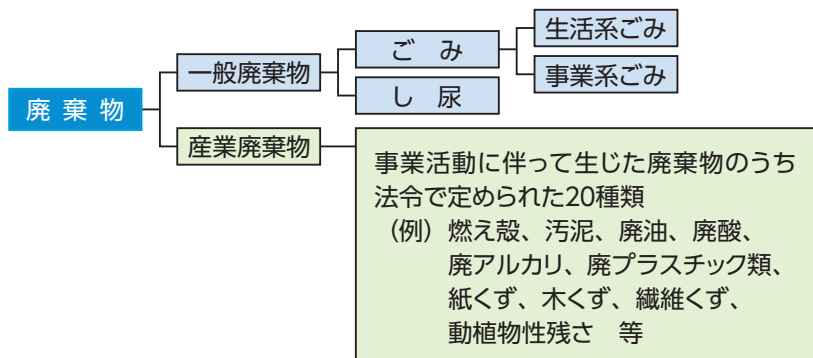 廃棄物
一般廃棄物
ごみ
生活系ごみ
事業系ごみ
し尿
産業廃棄物
事業活動に伴って生じた廃棄物のうち
法令で定められた20種類
（例）燃え殻、汚泥、廃油、廃酸、
廃アルカリ、廃プラスチック類、
紙くず、木くず、繊維くず、
動植物性残さ　等